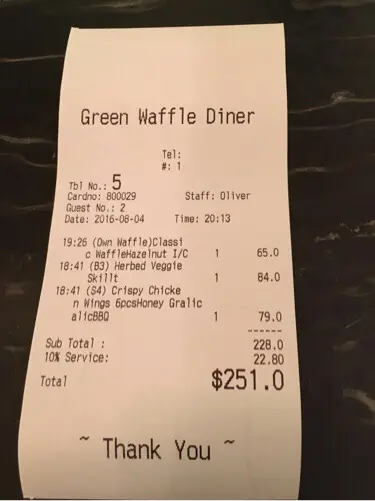 Green Waffle Diner
Tel:
#: 1
Tbl No.: 5
Cardno: 800029 Staff: Oliver
Guest No.: 2
Date: 2016-08-04 Time: 20:13
19:26 (Own Waffle)Classi
c WaffleHazelnut I/C 1 65.0
18:41 (B3) Herbed Veggie
Skillt 1 84.0
18:41 (S4) Crispy Chicke
n Wings 6pcsHoney Gralic
alicBBQ 1 79.0
------
Sub Total : 228.0
10% Service: 22.80
Total $251.0
~ Thank You ~